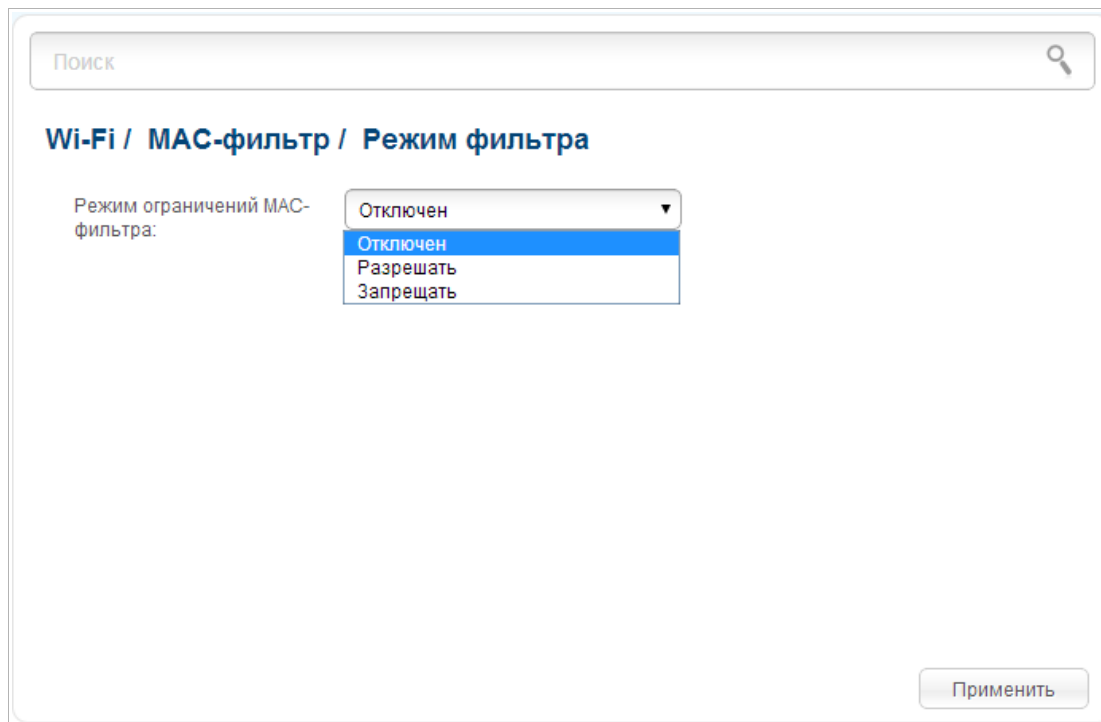 Поиск
Wi-Fi / MAC-фильтр / Режим фильтра
Режим ограничений MAC-
фильтра:
Отключен
Отключен
Разрешать
Запрещать
Применить